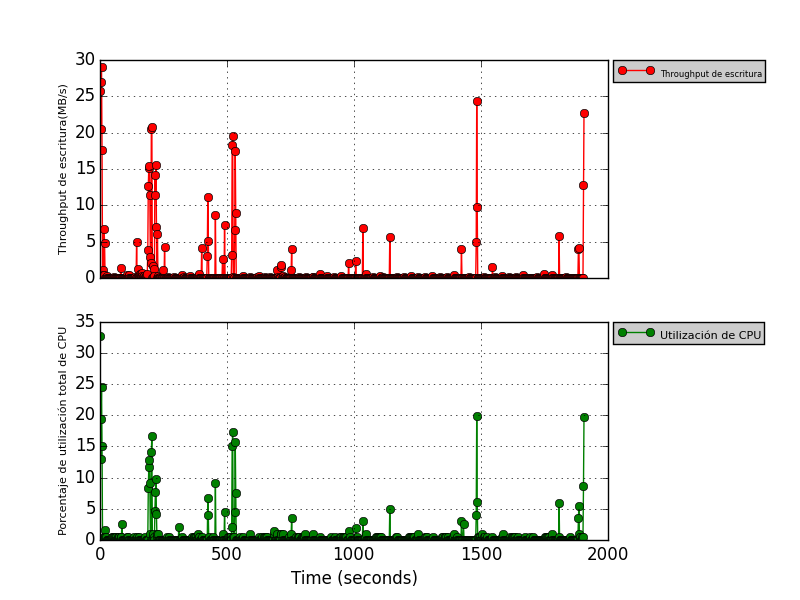 30
25
20
15
10
5
0
Throughput de escritura(MB/s)
Throughput de escritura
35
30
25
20
15
10
5
0
Porcentaje de utilización total de CPU
Utilización de CPU
0 500 1000 1500 2000
Time (seconds)